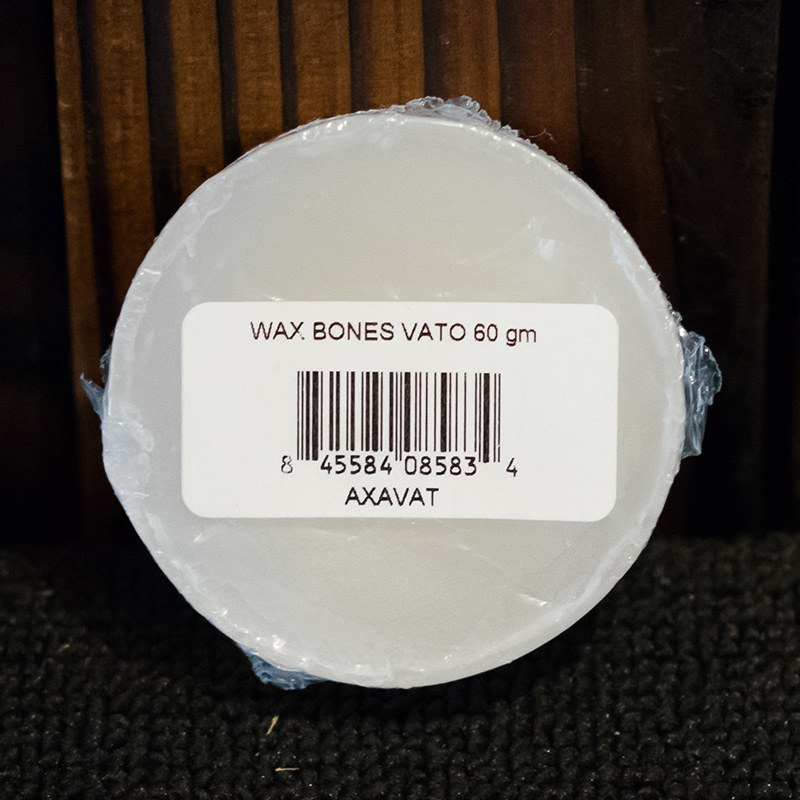 WAX BONES VATO 60 gm
8 45584 08583 4
AXAVAT